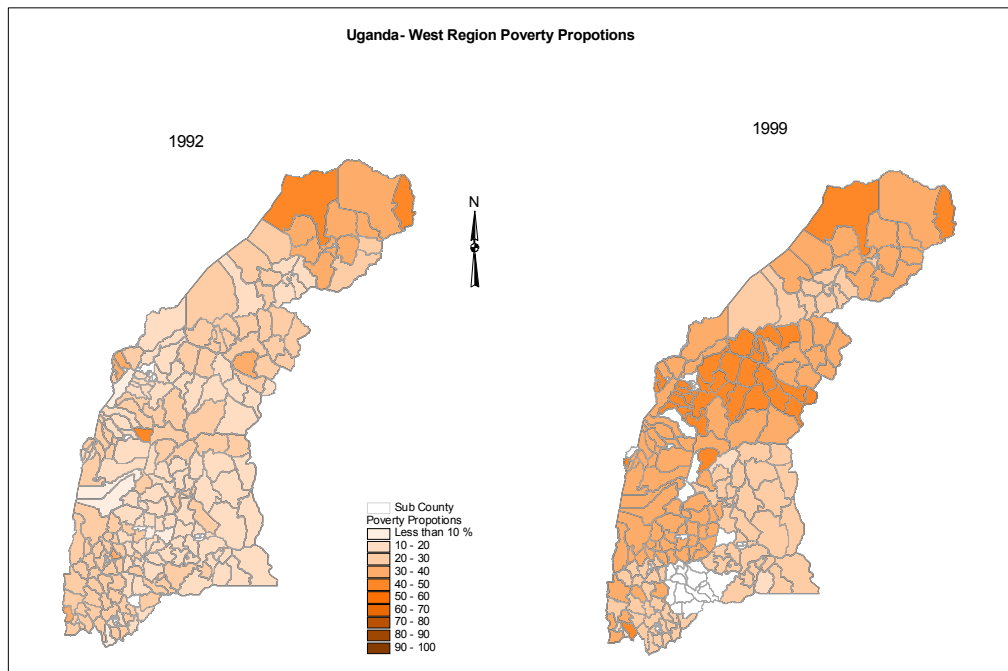 Uganda- West Region Poverty Propotions
1992
1999
N
Sub County
Poverty Propotions
Less than 10 %
10 - 20
20 - 30
30 - 40
40 - 50
50 - 60
60 - 70
70 - 80
80 - 90
90 - 100